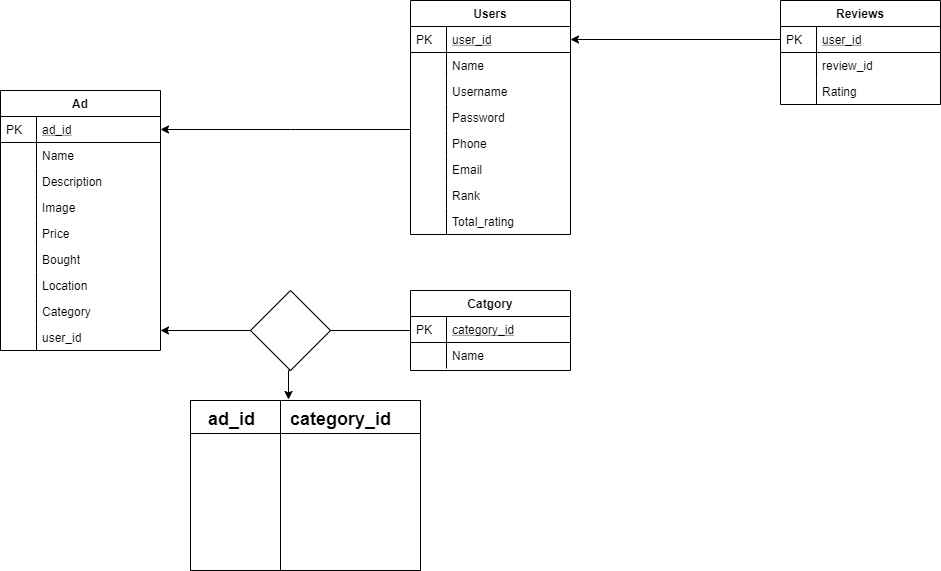 Users
PK user_id
Name
Username
Password
Phone
Email
Rank
Total_rating
Reviews
PK user_id
review_id
Rating
Ad
PK ad_id
Name
Description
Image
Price
Bought
Location
Category
user_id
Catgory
PK category_id
Name
ad_id category_id